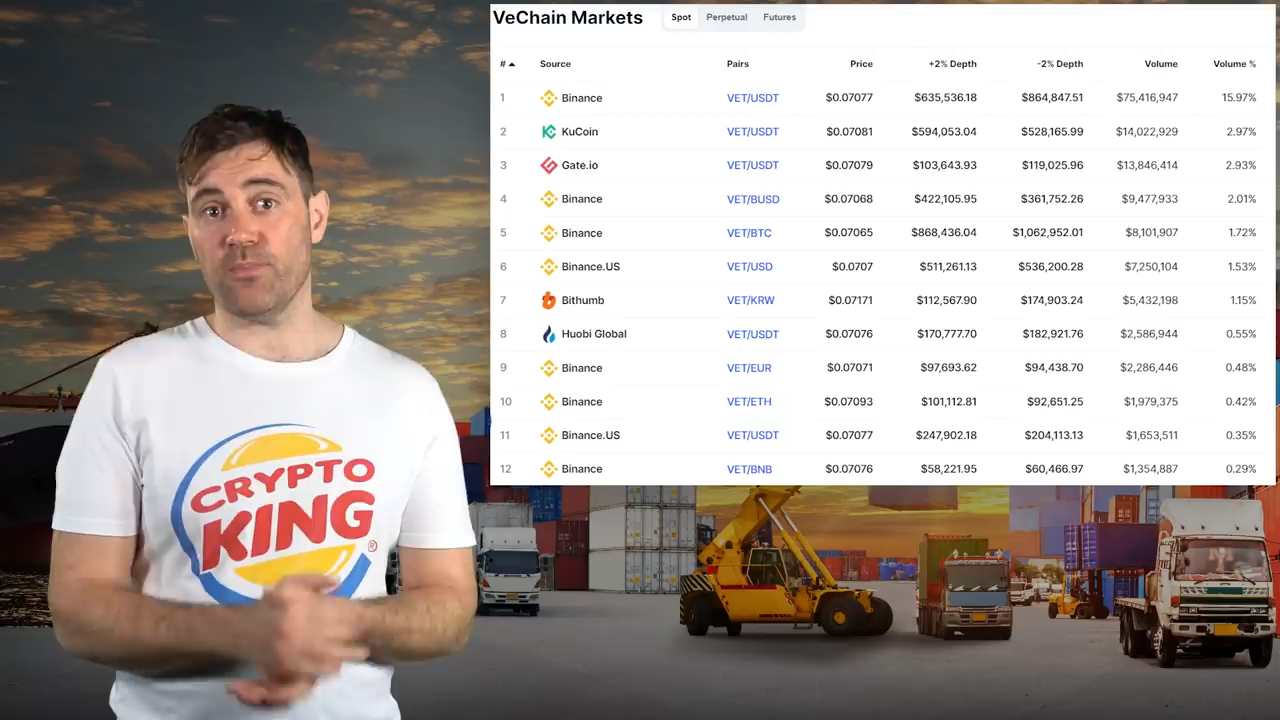 VeChain Markets
Spot Perpetual Futures
# Source Pairs Price +2% Depth -2% Depth Volume Volume %
1 Binance VET/USDT $0.07077 $635,536.18 $864,847.51 $75,416,947 15.97%
2 KuCoin VET/USDT $0.07081 $594,053.04 $528,165.99 $14,022,929 2.97%
3 Gate.io VET/USDT $0.07079 $103,643.93 $119,025.96 $13,846,414 2.93%
4 Binance VET/BUSD $0.07068 $422,105.95 $361,752.26 $9,477,933 2.01%
5 Binance VET/BTC $0.07065 $868,436.04 $1,062,952.01 $8,101,907 1.72%
6 Binance.US VET/USD $0.0707 $511,261.13 $536,200.28 $7,250,104 1.53%
7 Bithumb VET/KRW $0.07171 $112,567.90 $174,903.24 $5,432,198 1.15%
8 Huobi Global VET/USDT $0.07076 $170,777.70 $182,921.76 $2,586,944 0.55%
9 Binance VET/EUR $0.07071 $97,693.62 $94,438.70 $2,286,446 0.48%
10 Binance VET/ETH $0.07093 $101,112.81 $92,651.25 $1,979,375 0.42%
11 Binance.US VET/USDT $0.07077 $247,902.18 $204,113.13 $1,653,511 0.35%
12 Binance VET/BNB $0.07076 $58,221.95 $60,466.97 $1,354,887 0.29%
CRYPTO
KING
®